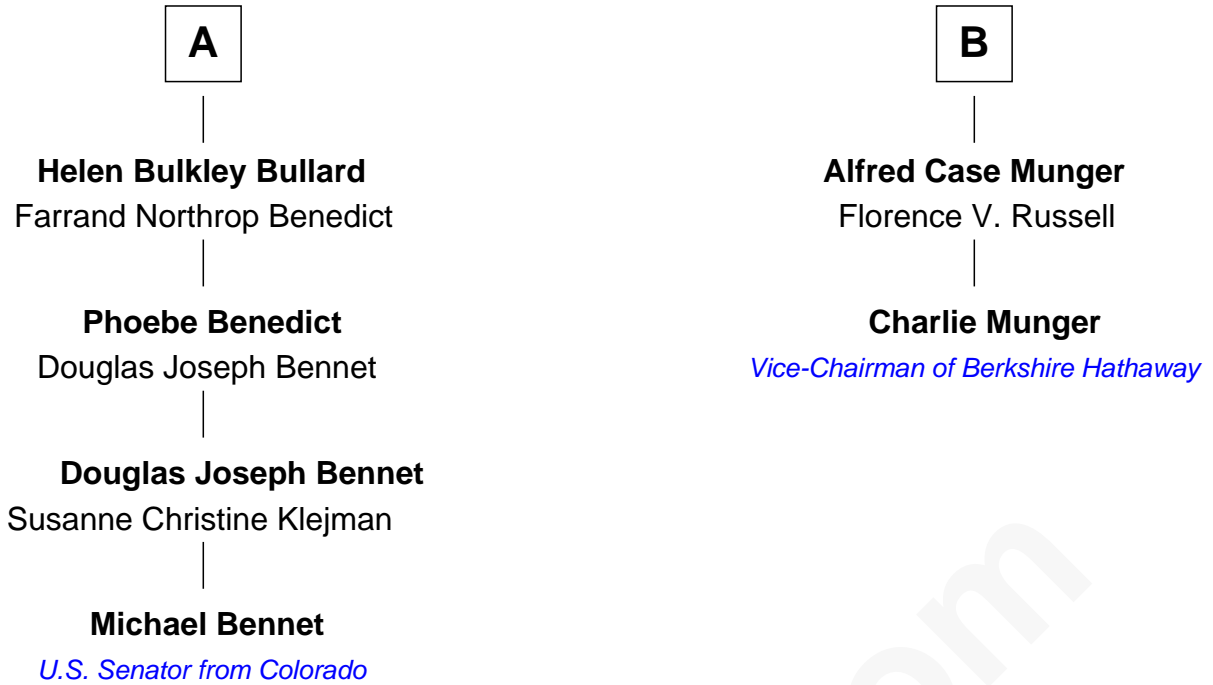 A
Helen Bulkley Bullard
Farrand Northrop Benedict
Phoebe Benedict
Douglas Joseph Bennet
Douglas Joseph Bennet
Susanne Christine Klejman
Michael Bennet
U.S. Senator from Colorado
B
Alfred Case Munger
Florence V. Russell
Charlie Munger
Vice-Chairman of Berkshire Hathaway
om